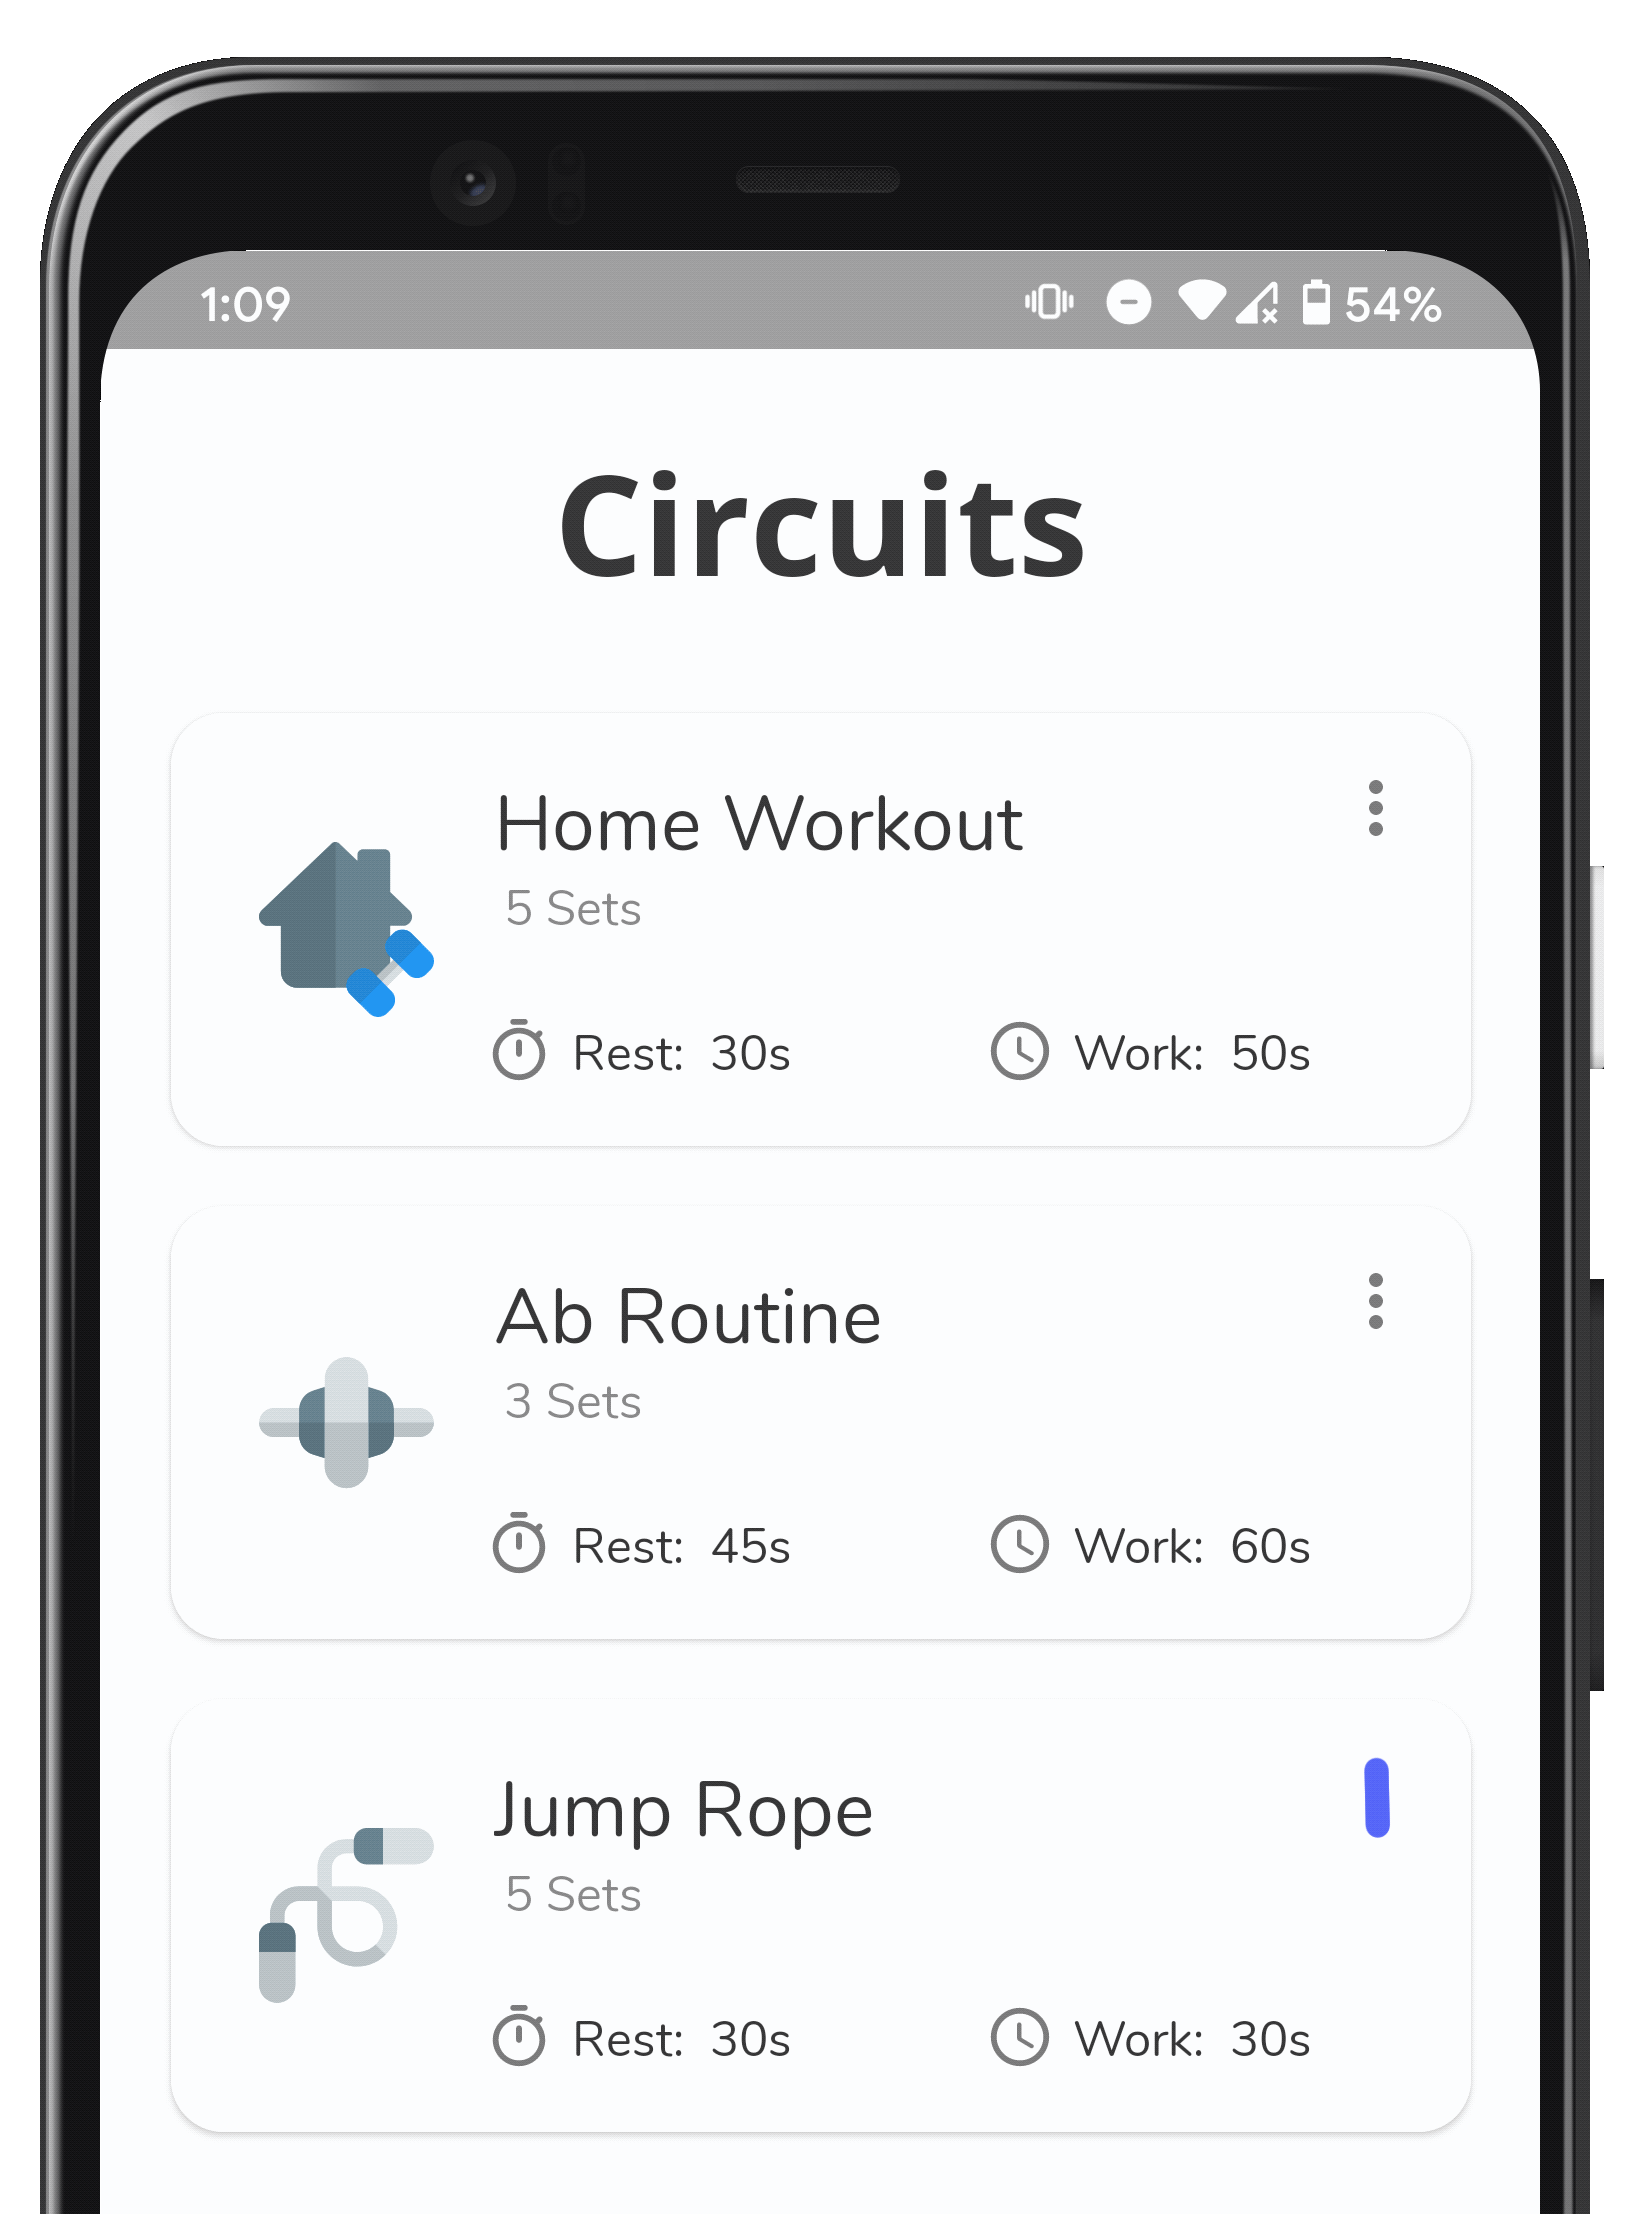 1:09 54%
Circuits
Home Workout
5 Sets
Rest: 30s Work: 50s
Ab Routine
3 Sets
Rest: 45s Work: 60s
Jump Rope
5 Sets
Rest: 30s Work: 30s